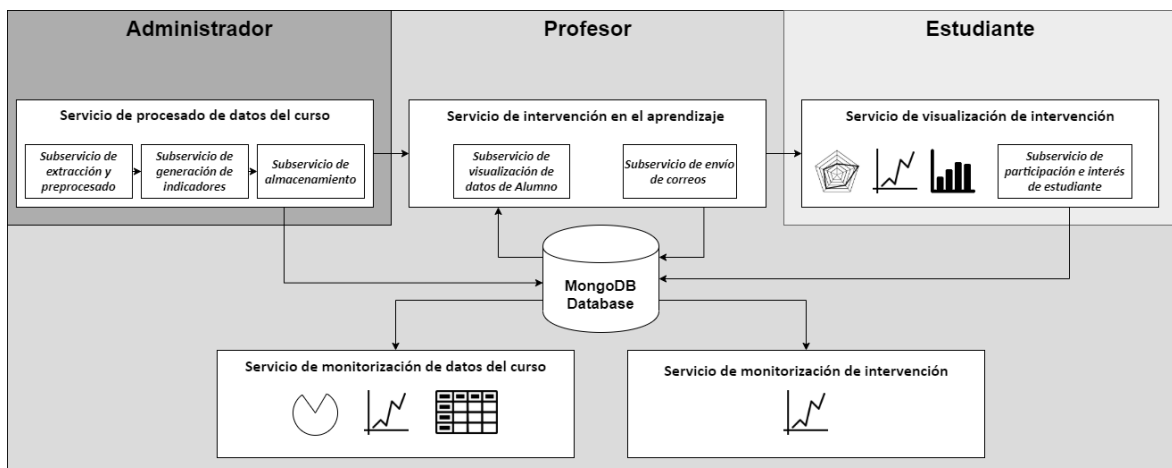 Administrador
Profesor
Estudiante
Servicio de procesado de datos del curso
Subservicio de
extracción y
preprocesado
Subservicio de
generación de
indicadores
Subservicio de
almacenamiento
Servicio de intervención en el aprendizaje
Subservicio de
visualización de
datos de Alumno
Subservicio de envío
de correos
Servicio de visualización de intervención
Subservicio de
participación e interés
de estudiante
MongoDB
Database
Servicio de monitorización de datos del curso
Servicio de monitorización de intervención